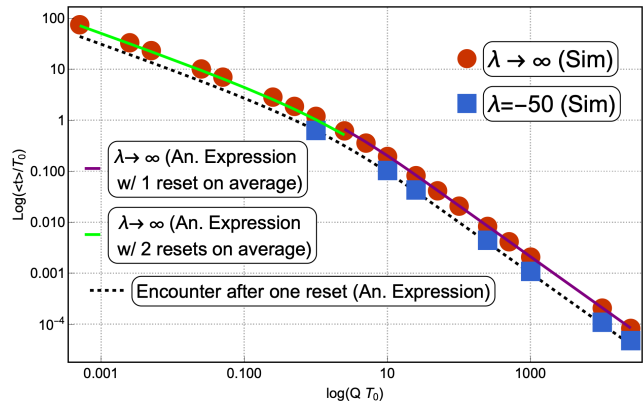 100
10
1
0.100
0.010
0.001
10⁻⁴
Log(<t>/T₀)
λ → ∞ (Sim)
λ=−50 (Sim)
λ→ ∞ (An. Expression
w/ 1 reset on average)
λ→ ∞ (An. Expression
w/ 2 resets on average)
Encounter after one reset (An. Expression)
0.001
0.100
10
1000
log(Q T₀)